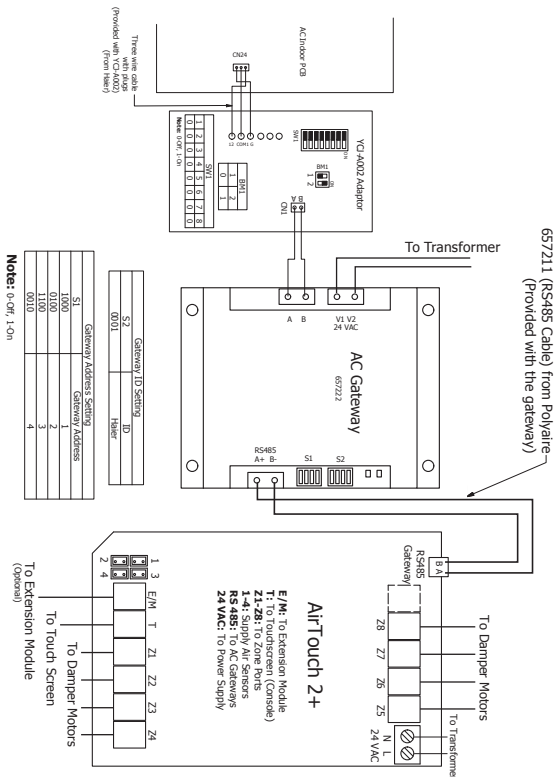 AC Indoor PCB
CN24
Three wire cable
with plugs
(Provided with YCJ-A002)
(From Haier)
YCJ-A002 Adaptor
SW1
ON
BM1
ON
1 2
12 COM1 G
B A
CN1
BM1
1 2
0 1
SW1
1 2 3 4 5 6 7 8
0 0 0 0 0 0 0 0
Note: 0-Off, 1-On
To Transformer
657211 (RS485 Cable) from Polyaire
(Provided with the gateway)
A B
V1 V2
24 VAC
AC Gateway
657222
RS485
A+ B-
S1
S2
Gateway ID Setting
S2 ID
0001 Haier
Gateway Address Setting
S1 Gateway Address
1000 1
0100 2
1100 3
0010 4
Note: 0-Off, 1-On
B A
RS485
Gateway
Z8
Z7
Z6
Z5
To Damper Motors
N L
24 VAC
To Transforme
AirTouch 2+
E/M: To Extension Module
T: To Touchscreen (Console)
Z1-Z8: To Zone Ports
1-4: Supply Air Sensors
RS 485: To AC Gateways
24 VAC: To Power Supply
1 3
2 4
E/M
T
Z1
Z2
Z3
Z4
To Damper Motors
To Touch Screen
To Extension Module
(Optional)